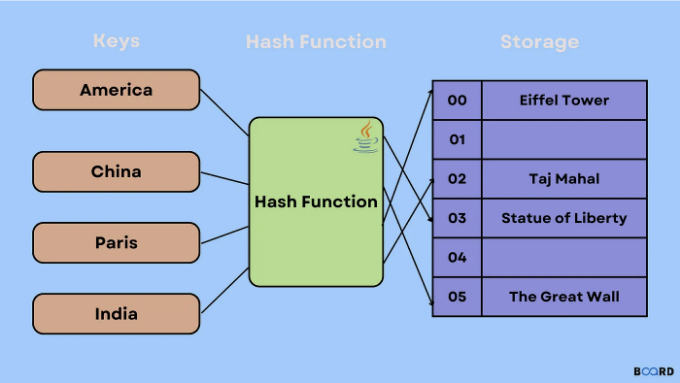 Keys Hash Function Storage
America
China
Paris
India
Hash Function
00 Eiffel Tower
01
02 Taj Mahal
03 Statue of Liberty
04
05 The Great Wall
BOARD